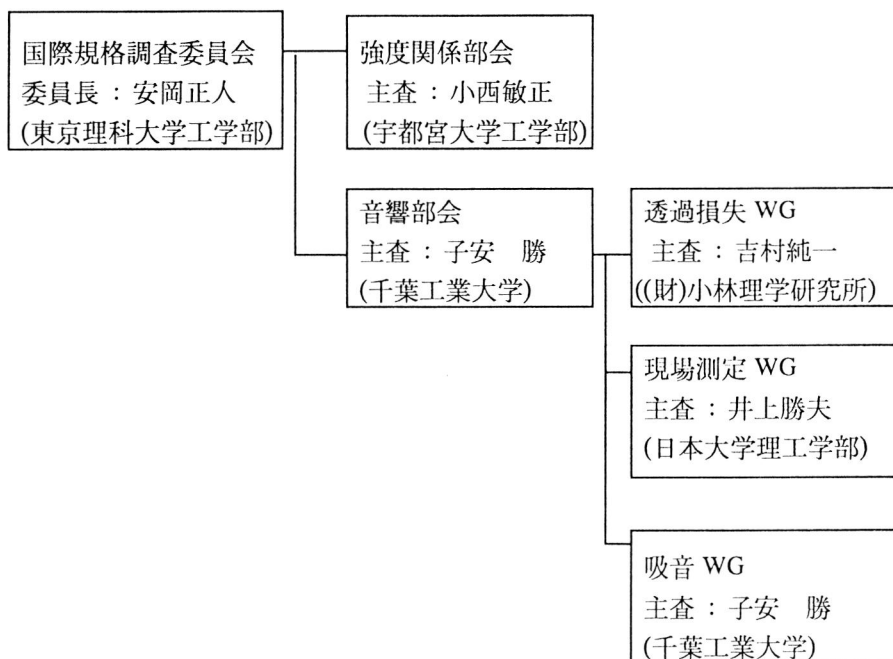 国際規格調査委員会
委員長 : 安岡正人
(東京理科大学工学部)
強度関係部会
主査 : 小西敏正
(宇都宮大学工学部)
音響部会
主査 : 子安　勝
(千葉工業大学)
透過損失 WG
主査 : 吉村純一
((財)小林理学研究所)
現場測定 WG
主査 : 井上勝夫
(日本大学理工学部)
吸音 WG
主査 : 子安　勝
(千葉工業大学)